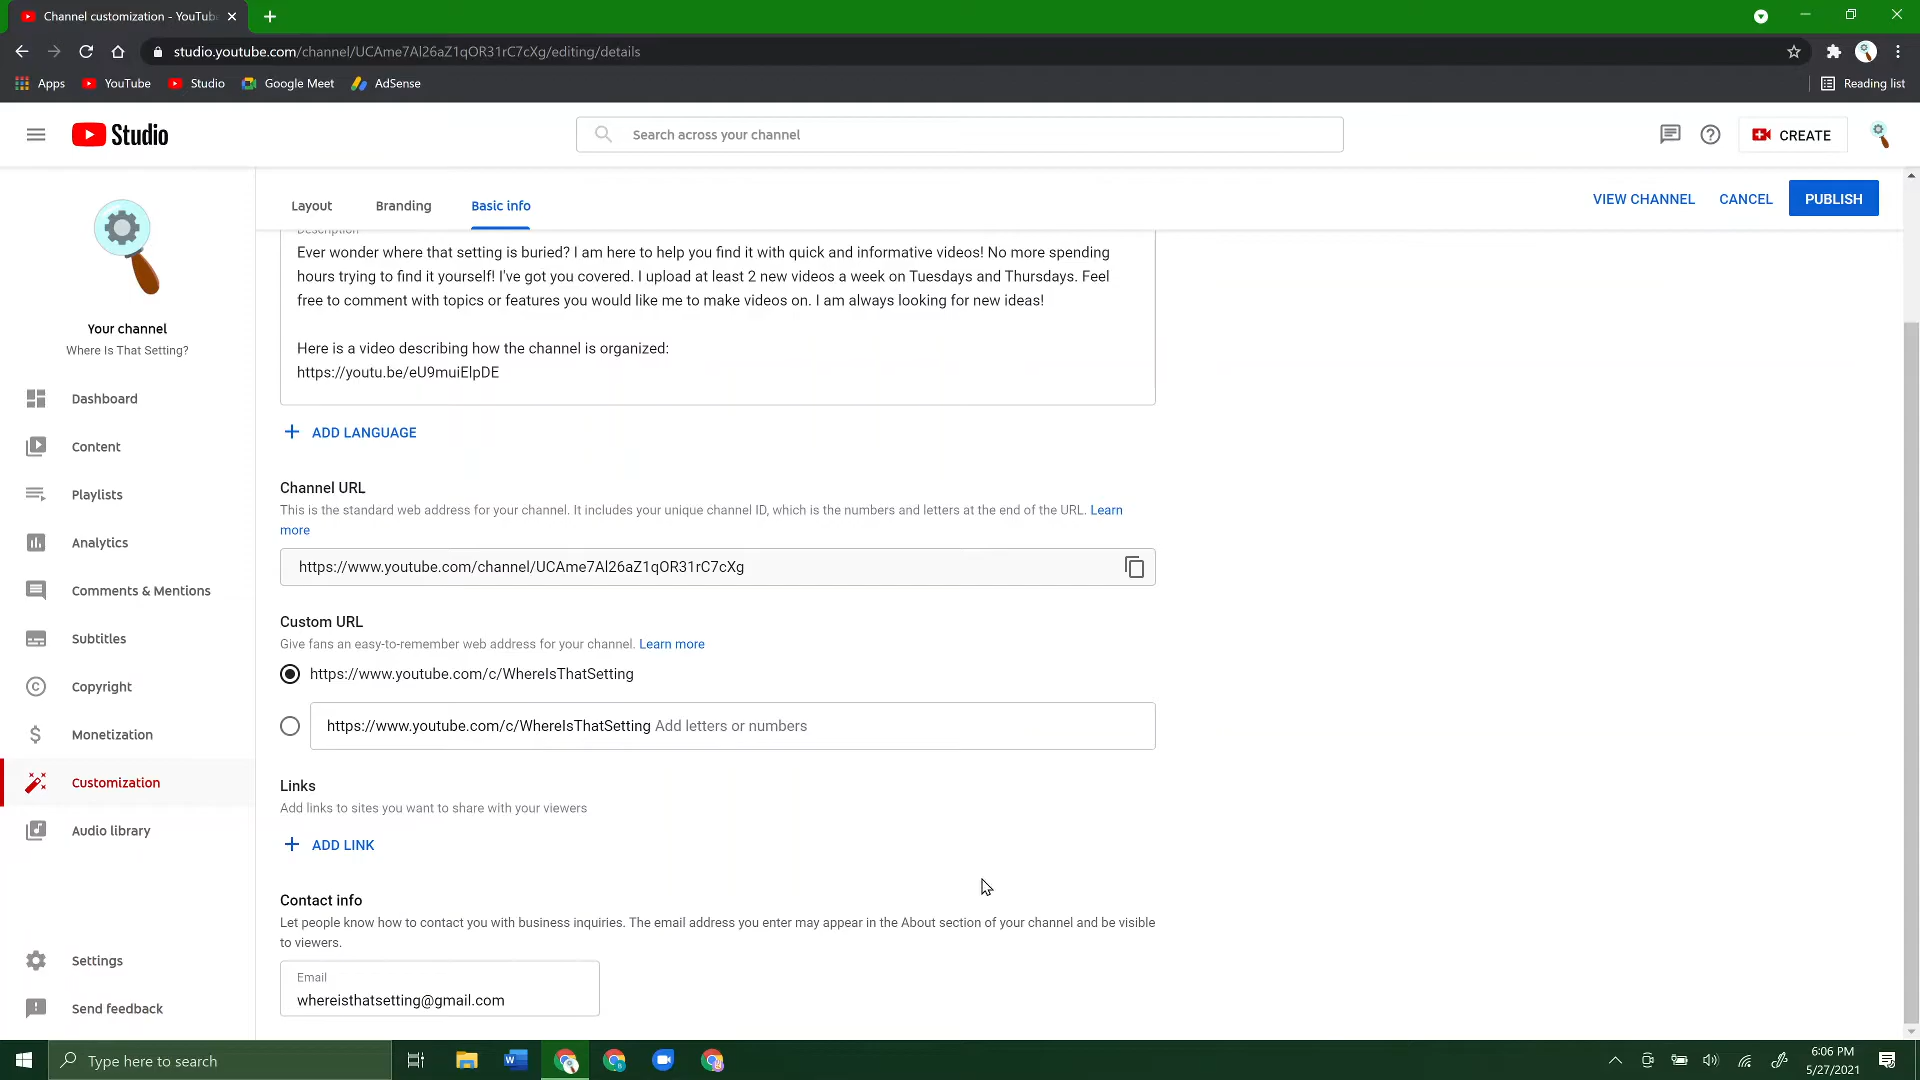 Channel customization - YouTub
studio.youtube.com/channel/UCAme7Al26aZ1qOR31rC7cXg/editing/details
Apps YouTube Studio Google Meet AdSense Reading list
Studio Search across your channel CREATE
Layout Branding Basic info VIEW CHANNEL CANCEL PUBLISH
Your channel
Where Is That Setting?
Dashboard
Content
Playlists
Analytics
Comments & Mentions
Subtitles
Copyright
Monetization
Customization
Audio library
Settings
Send feedback
Description
Ever wonder where that setting is buried? I am here to help you find it with quick and informative videos! No more spending
hours trying to find it yourself! I've got you covered. I upload at least 2 new videos a week on Tuesdays and Thursdays. Feel
free to comment with topics or features you would like me to make videos on. I am always looking for new ideas!
Here is a video describing how the channel is organized:
https://youtu.be/eU9muiElpDE
ADD LANGUAGE
Channel URL
This is the standard web address for your channel. It includes your unique channel ID, which is the numbers and letters at the end of the URL. Learn
more
https://www.youtube.com/channel/UCAme7Al26aZ1qOR31rC7cXg
Custom URL
Give fans an easy-to-remember web address for your channel. Learn more
https://www.youtube.com/c/WhereIsThatSetting
https://www.youtube.com/c/WhereIsThatSetting Add letters or numbers
Links
Add links to sites you want to share with your viewers
ADD LINK
Contact info
Let people know how to contact you with business inquiries. The email address you enter may appear in the About section of your channel and be visible
to viewers.
Email
whereisthatsetting@gmail.com
Type here to search
6:06 PM
5/27/2021